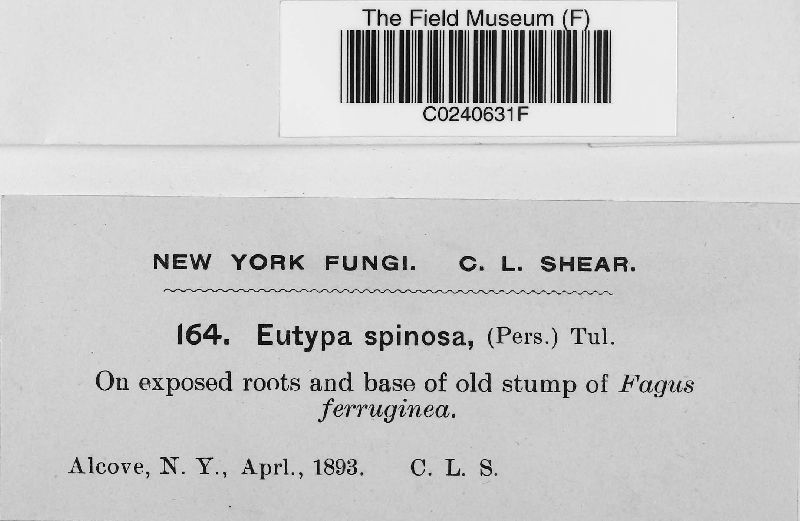 The Field Museum (F)
C0240631F
NEW YORK FUNGI. C. L. SHEAR.
164. Eutypa spinosa, (Pers.) Tul.
On exposed roots and base of old stump of Fagus
ferruginea.
Alcove, N. Y., Aprl., 1893. C. L. S.